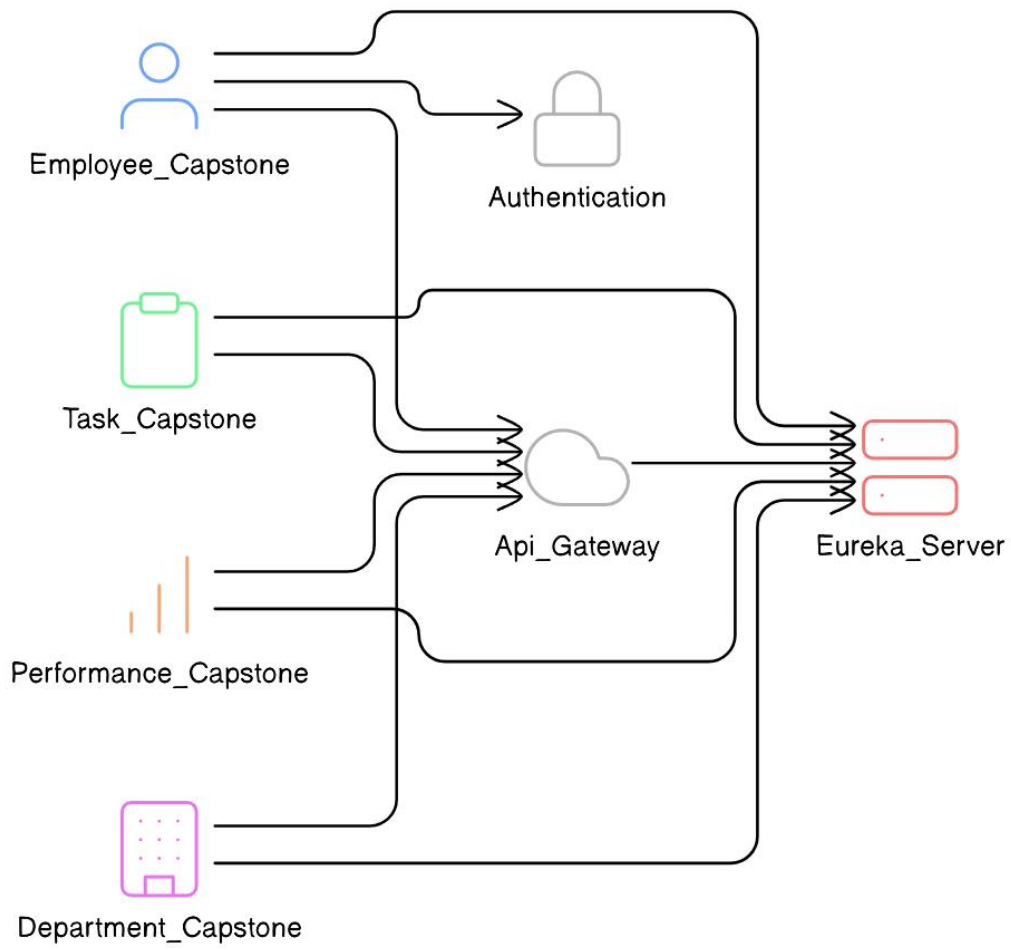 Employee_Capstone
Authentication
Task_Capstone
Api_Gateway
Eureka_Server
Performance_Capstone
Department_Capstone